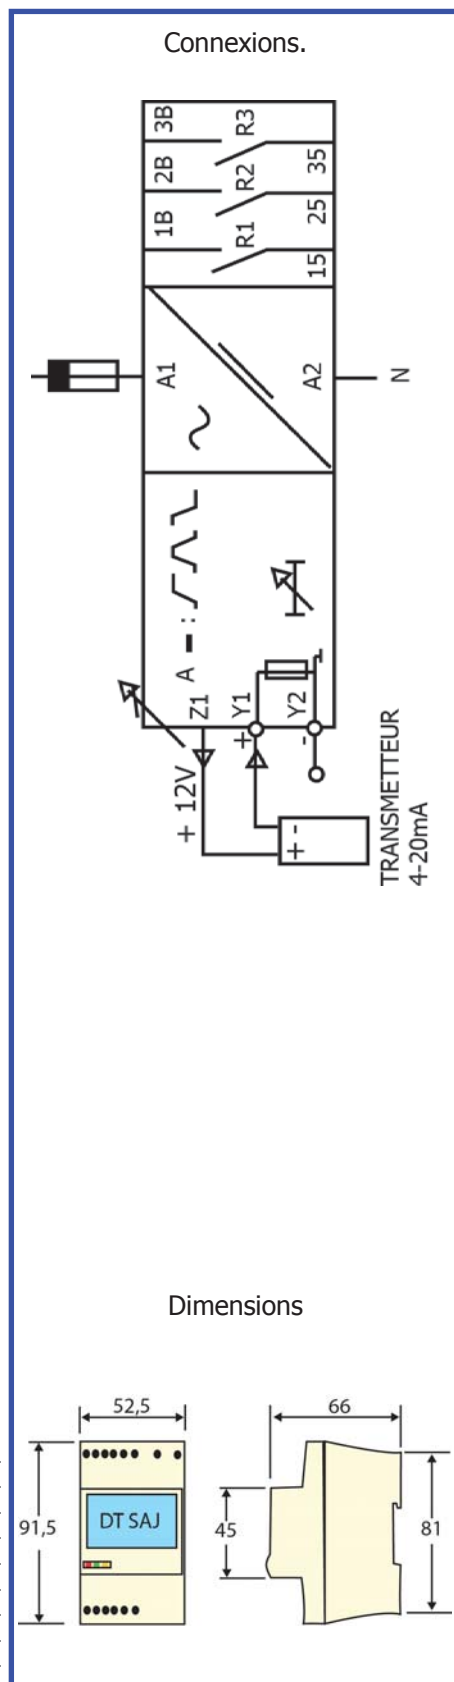 Connexions.
3B
R3
2B
R2
35
1B
R1
25
15
A1
A2
N
A
Z1
Y1
Y2
+
-
+ 12V
+ -
TRANSMETTEUR
4-20mA
Dimensions
52,5
66
91,5
DT SAJ
45
81